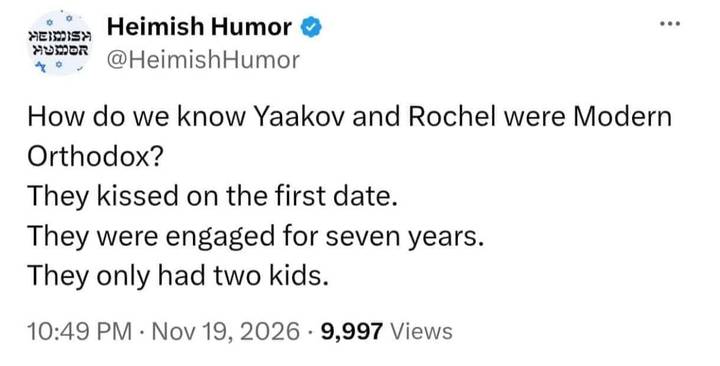 HEIMISH
HUMOR
Heimish Humor
@HeimishHumor
How do we know Yaakov and Rochel were Modern
Orthodox?
They kissed on the first date.
They were engaged for seven years.
They only had two kids.
10:49 PM · Nov 19, 2026 · 9,997 Views